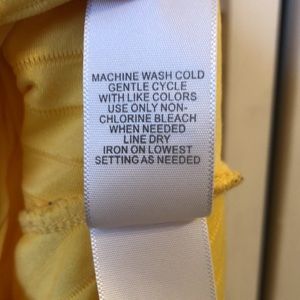 MACHINE WASH COLD
GENTLE CYCLE
WITH LIKE COLORS
USE ONLY NON-
CHLORINE BLEACH
WHEN NEEDED
LINE DRY
IRON ON LOWEST
SETTING AS NEEDED